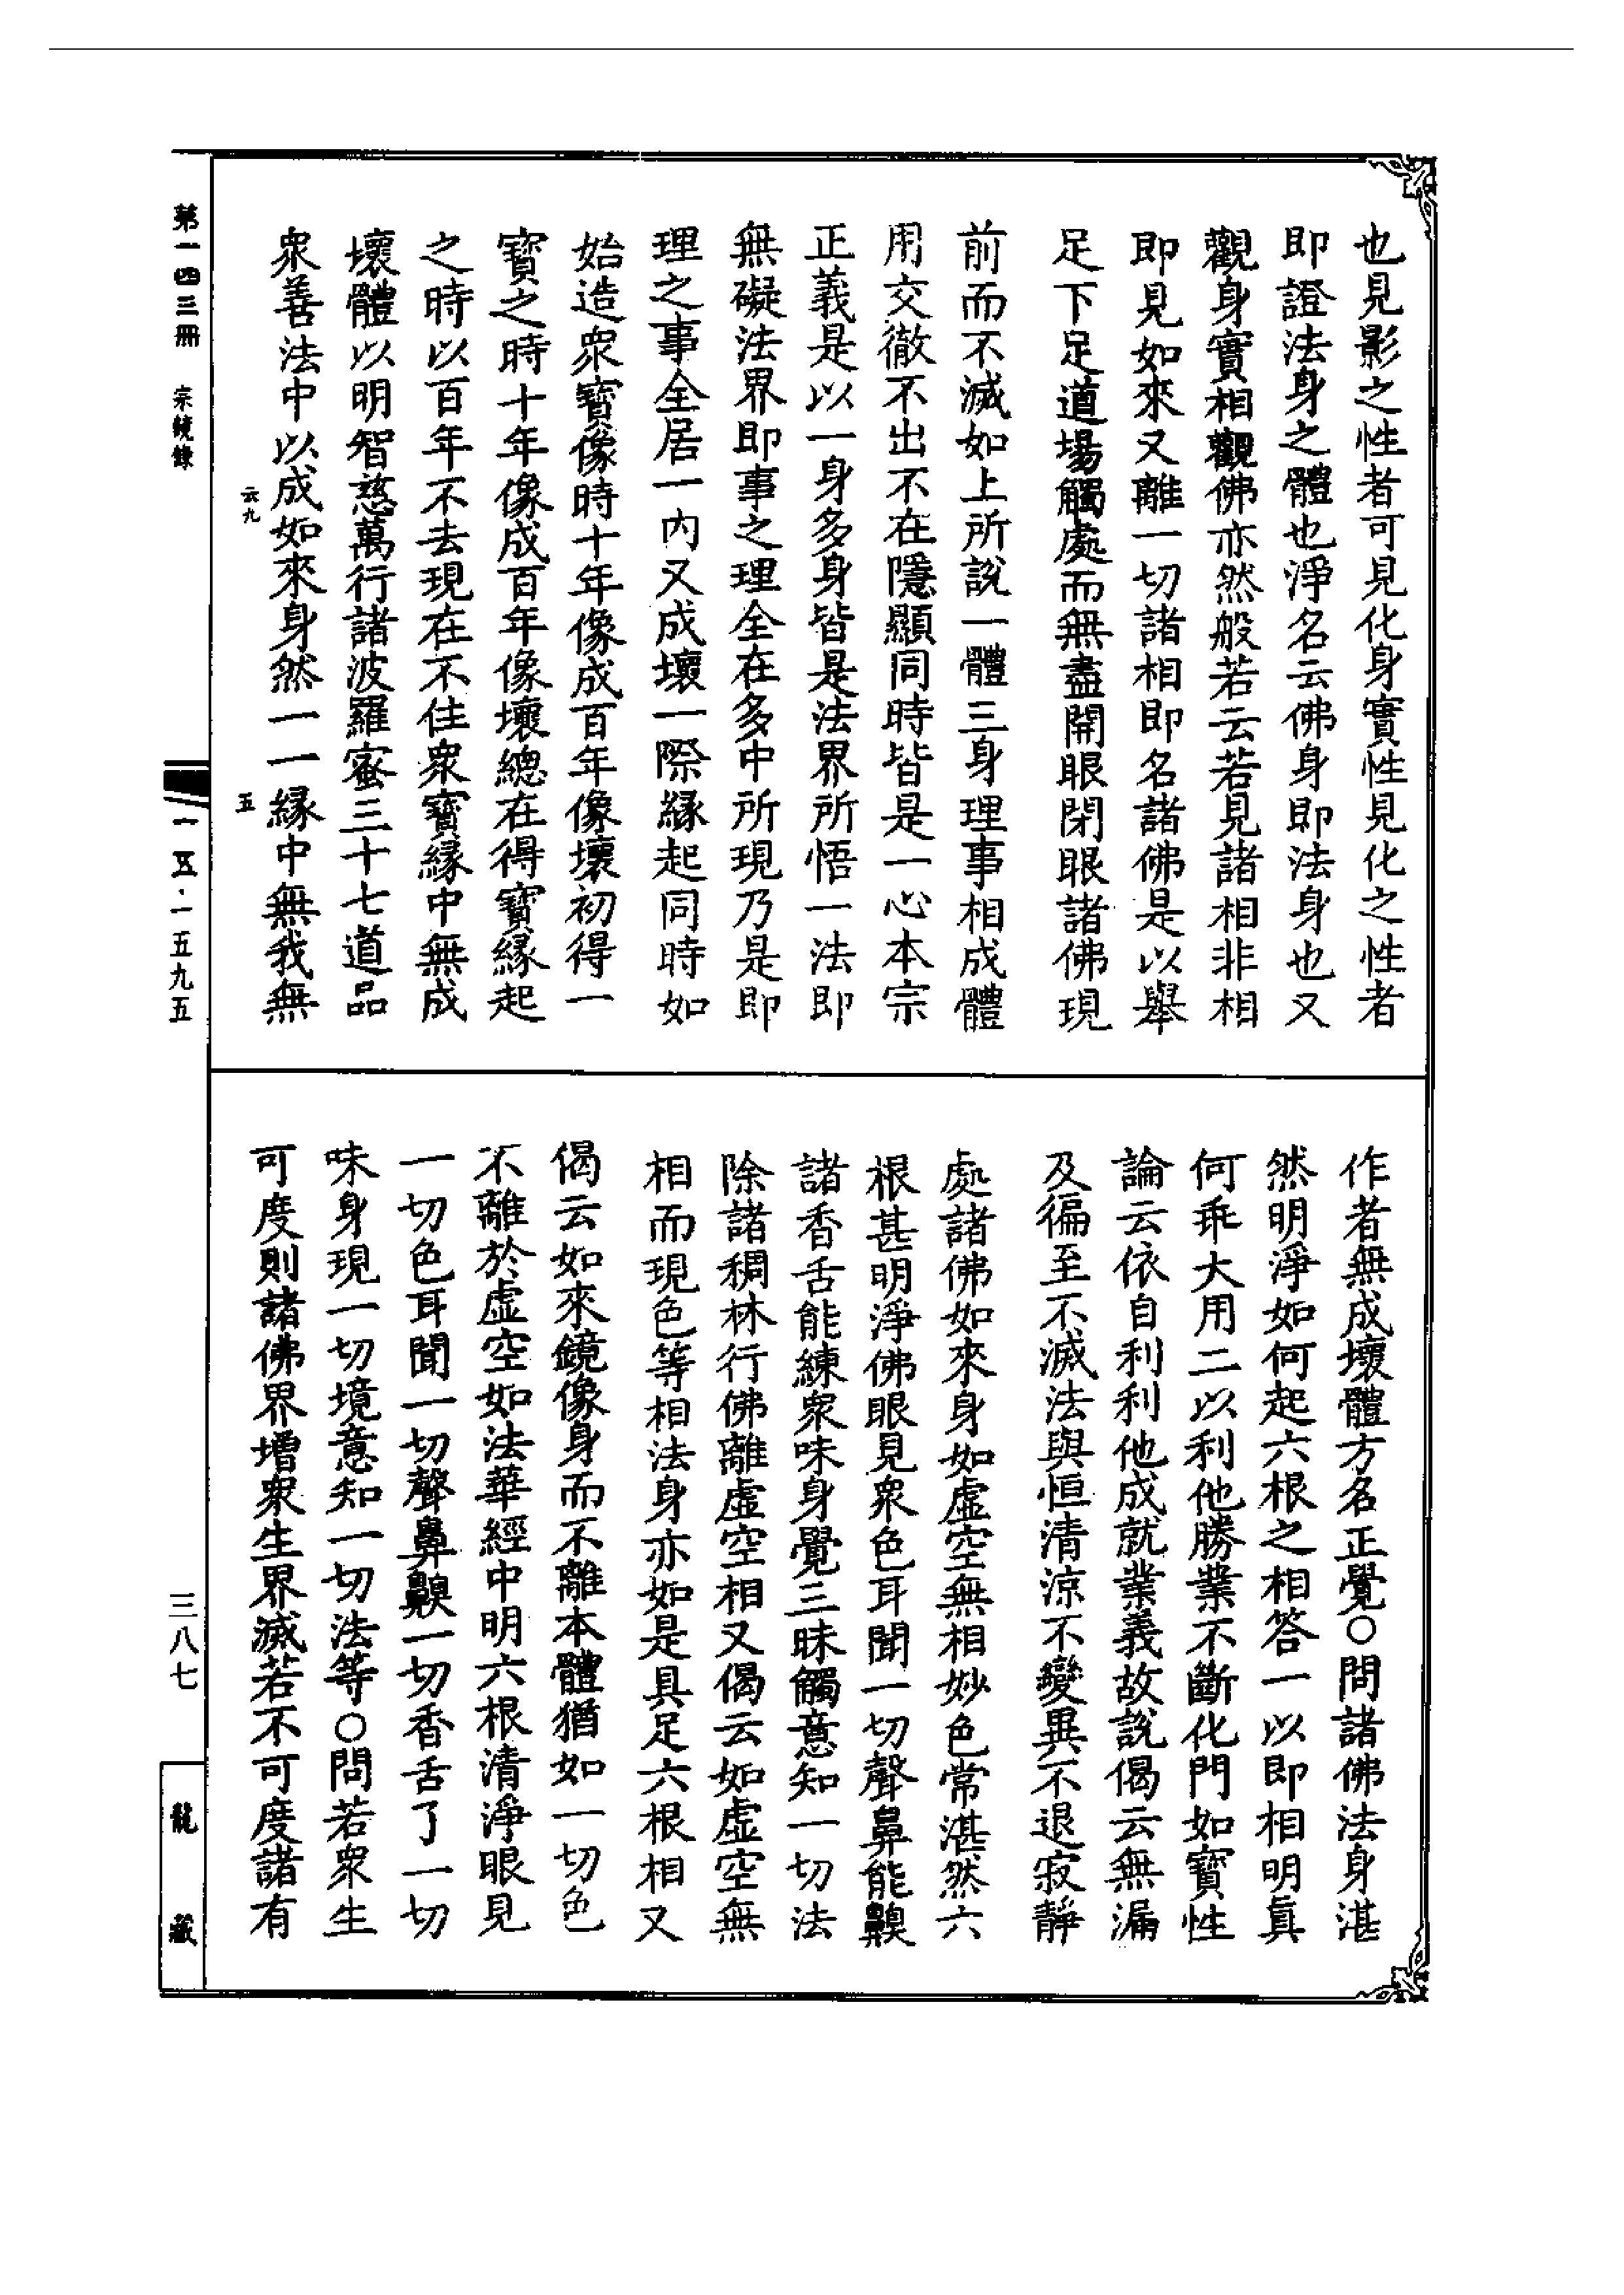 也見影之性者可見化身實性見化之性者
即證法身之體也淨名云佛身即法身也又
觀身實相觀佛亦然般若云若見諸相非相
即見如來又離一切諸相即名諸佛是以舉
足下足道場觸處而無盡開眼閉眼諸佛現
前而不滅如上所說一體三身理事相成體
用交徹不出不在隱顯同時皆是一心本宗
正義是以一身多身皆是法界所悟一法即
無礙法界即事之理全在多中所現乃是即
理之事全居一內又成壞一際緣起同時如
始造衆寶像時十年像成百年像壞初得一
寶之時十年像成百年像壞總在得寶緣起
之時以百年不去現在不住衆寶緣中無成
壞體以明智慈萬行諸波羅蜜三十七道品
衆善法中以成如來身然一一緣中無我無
云九
五
作者無成壞體方名正覺○問諸佛法身湛
然明淨如何起六根之相答一以即相明真
何乖大用二以利他勝業不斷化門如寶性
論云依自利利他成就業義故說偈云無漏
及徧至不滅法與恒清涼不變異不退寂靜
處諸佛如來身如虛空無相妙色常湛然六
根甚明淨佛眼見衆色耳聞一切聲鼻能齅
諸香舌能練衆味身覺三昧觸意知一切法
除諸稠林行佛離虛空相又偈云如虛空無
相而現色等相法身亦如是具足六根相又
偈云如來鏡像身而不離本體猶如一切色
不離於虛空如法華經中明六根清淨眼見
一切色耳聞一切聲鼻齅一切香舌了一切
味身現一切境意知一切法等○問若衆生
可度則諸佛界增衆生界滅若不可度諸有
第一四三冊 宗鏡錄
一一五·一五九五
三八七
龍藏